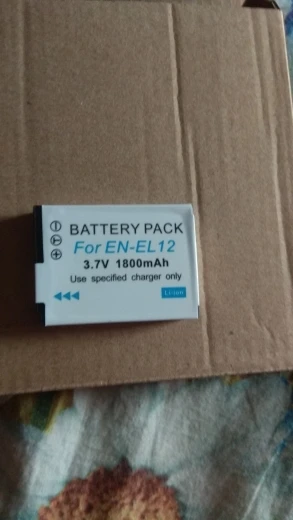 BATTERY PACK
For EN-EL12
3.7V 1800mAh
Use specified charger only
Li-ion